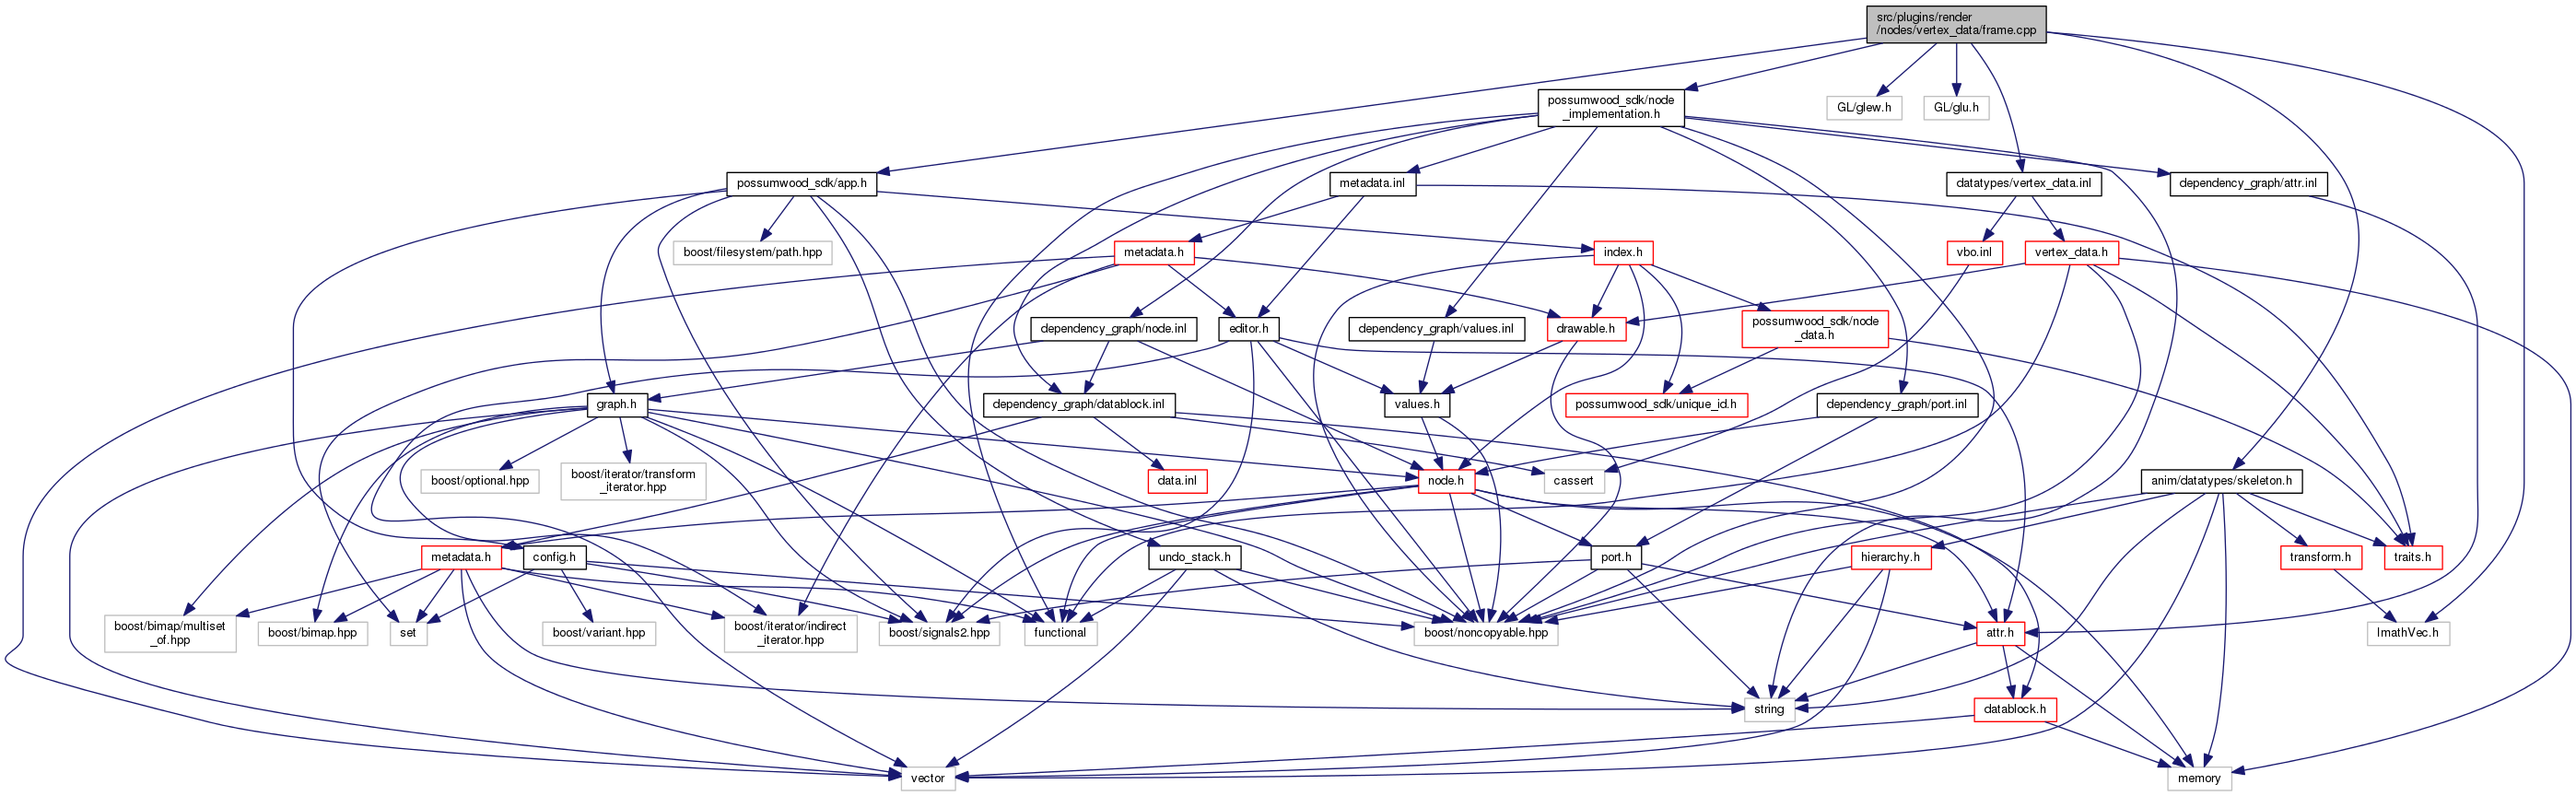 src/plugins/render
/nodes/vertex_data/frame.cpp
possumwood_sdk/node
_implementation.h
GL/glew.h
GL/glu.h
possumwood_sdk/app.h
metadata.inl
datatypes/vertex_data.inl
dependency_graph/attr.inl
boost/filesystem/path.hpp
metadata.h
index.h
vbo.inl
vertex_data.h
dependency_graph/node.inl
editor.h
dependency_graph/values.inl
drawable.h
possumwood_sdk/node
_data.h
graph.h
dependency_graph/datablock.inl
values.h
possumwood_sdk/unique_id.h
dependency_graph/port.inl
boost/optional.hpp
boost/iterator/transform
_iterator.hpp
data.inl
node.h
cassert
anim/datatypes/skeleton.h
metadata.h
config.h
undo_stack.h
port.h
hierarchy.h
transform.h
traits.h
boost/bimap/multiset
_of.hpp
boost/bimap.hpp
set
boost/variant.hpp
boost/iterator/indirect
_iterator.hpp
boost/signals2.hpp
functional
boost/noncopyable.hpp
attr.h
ImathVec.h
string
datablock.h
vector
memory